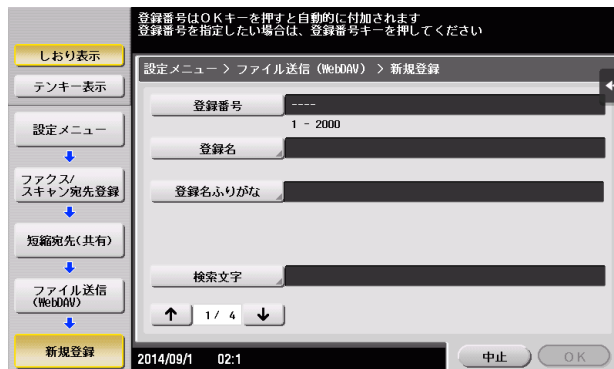 登録番号はOKキーを押すと自動的に付加されます
登録番号を指定したい場合は、登録番号キーを押してください
しおり表示
テンキー表示
設定メニュー
ファクス/
スキャン宛先登録
短縮宛先(共有)
ファイル送信
(WebDAV)
新規登録
設定メニュー > ファイル送信 (WebDAV) > 新規登録
登録番号
----
1 - 2000
登録名
登録名ふりがな
検索文字
↑ 1/ 4 ↓
2014/09/1 02:1
中止
OK